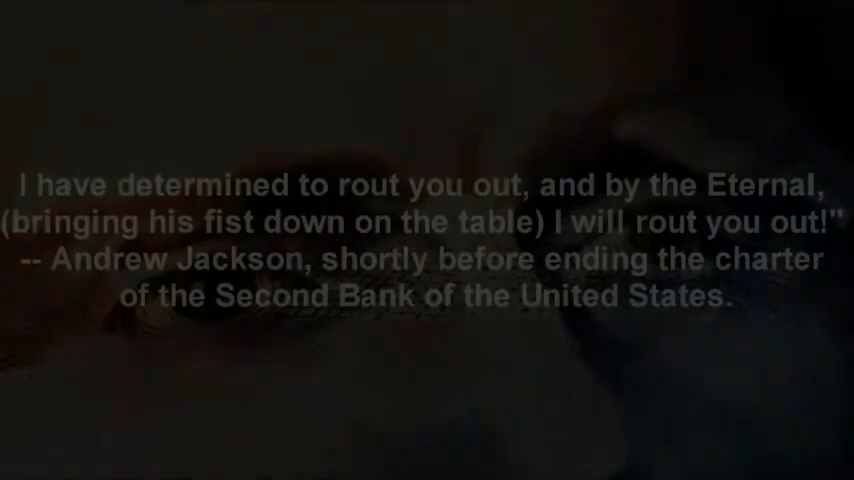 I have determined to rout you out, and by the Eternal,
(bringing his fist down on the table) I will rout you out!"
-- Andrew Jackson, shortly before ending the charter
of the Second Bank of the United States.